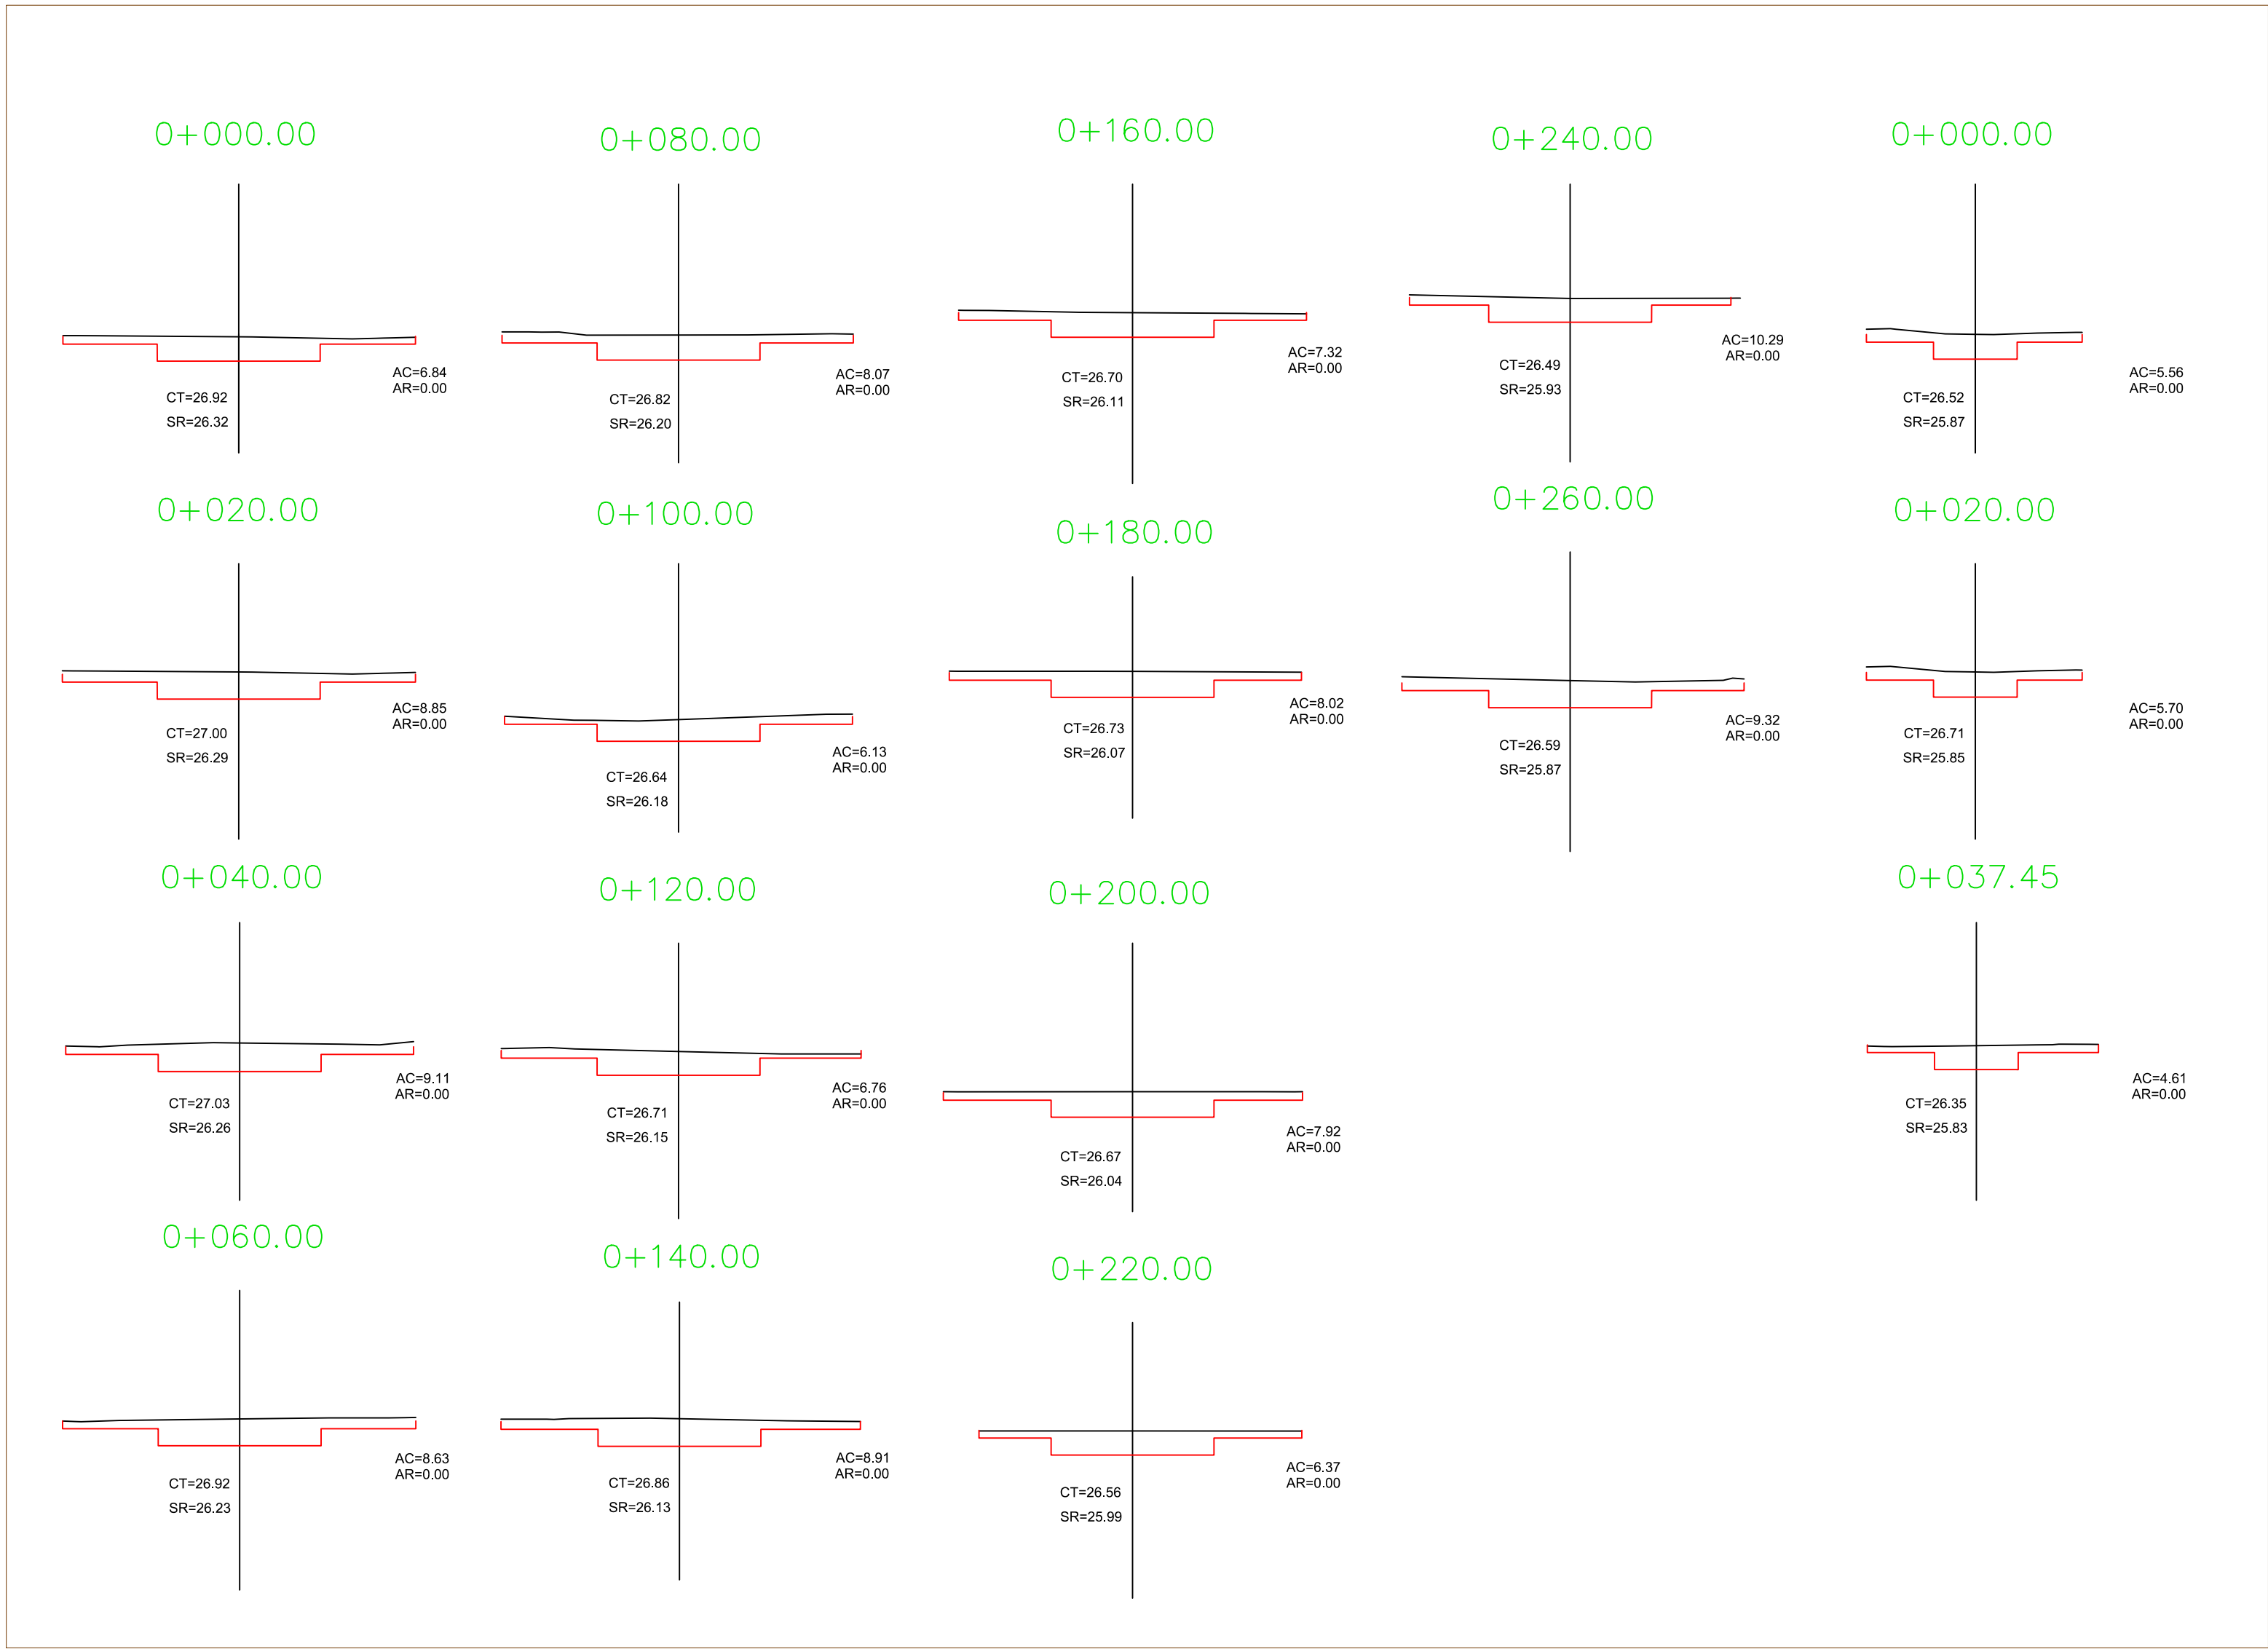 0+000.00
AC=6.84
AR=0.00
CT=26.92
SR=26.32
0+020.00
AC=8.85
AR=0.00
CT=27.00
SR=26.29
0+040.00
AC=9.11
AR=0.00
CT=27.03
SR=26.26
0+060.00
AC=8.63
AR=0.00
CT=26.92
SR=26.23
0+080.00
AC=8.07
AR=0.00
CT=26.82
SR=26.20
0+100.00
AC=6.13
AR=0.00
CT=26.64
SR=26.18
0+120.00
AC=6.76
AR=0.00
CT=26.71
SR=26.15
0+140.00
AC=8.91
AR=0.00
CT=26.86
SR=26.13
0+160.00
AC=7.32
AR=0.00
CT=26.70
SR=26.11
0+180.00
AC=8.02
AR=0.00
CT=26.73
SR=26.07
0+200.00
AC=7.92
AR=0.00
CT=26.67
SR=26.04
0+220.00
AC=6.37
AR=0.00
CT=26.56
SR=25.99
0+240.00
AC=10.29
AR=0.00
CT=26.49
SR=25.93
0+260.00
AC=9.32
AR=0.00
CT=26.59
SR=25.87
0+000.00
AC=5.56
AR=0.00
CT=26.52
SR=25.87
0+020.00
AC=5.70
AR=0.00
CT=26.71
SR=25.85
0+037.45
AC=4.61
AR=0.00
CT=26.35
SR=25.83